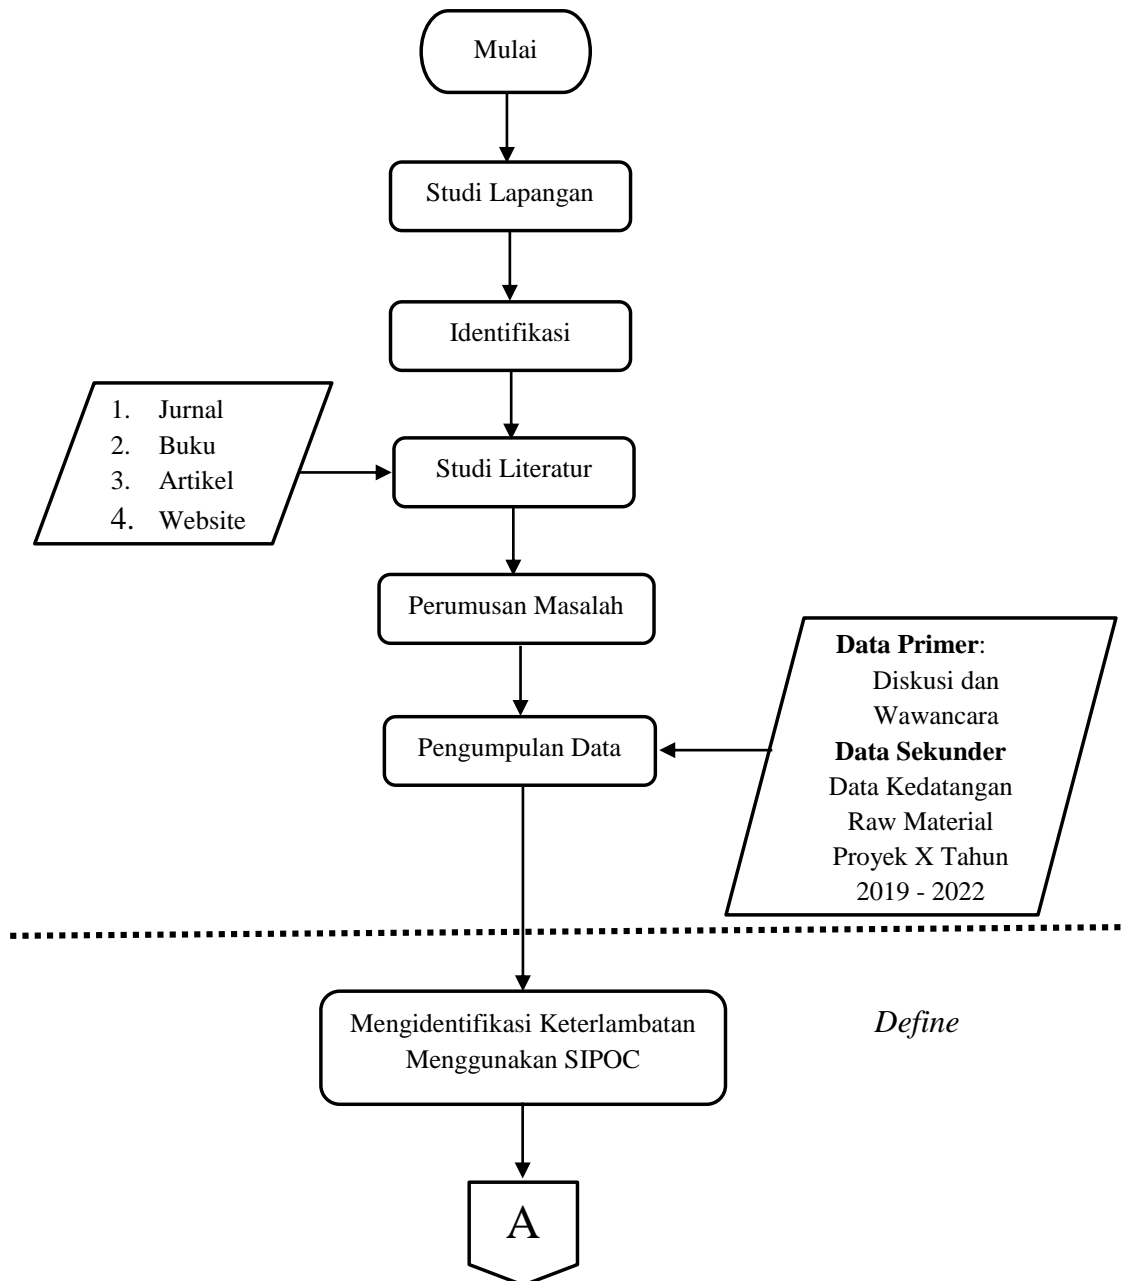 Mulai
Studi Lapangan
Identifikasi
1. Jurnal
2. Buku
3. Artikel
4. Website
Studi Literatur
Perumusan Masalah
Data Primer:
Diskusi dan
Wawancara
Data Sekunder
Data Kedatangan
Raw Material
Proyek X Tahun
2019 - 2022
Pengumpulan Data
Mengidentifikasi Keterlambatan
Menggunakan SIPOC
Define
A